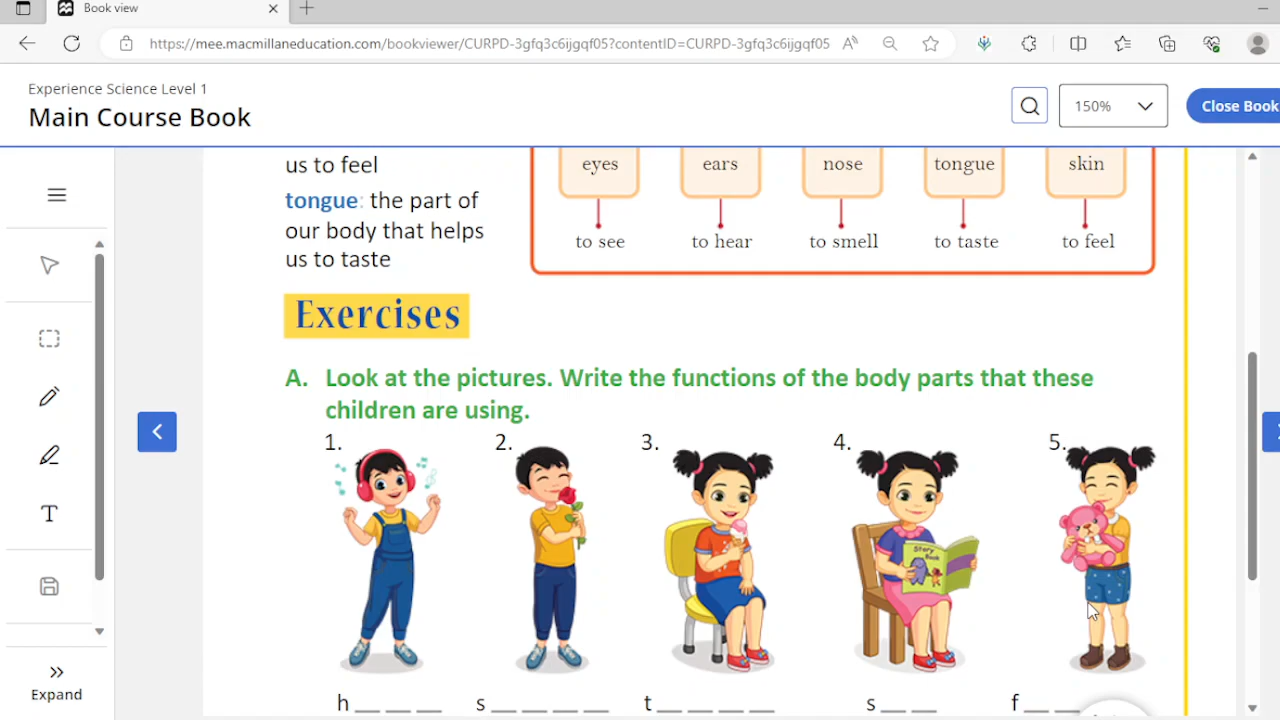 Book view
https://mee.macmillaneducation.com/bookviewer/CURPD-3gfq3c6ijgqf05?contentID=CURPD-3gfq3c6ijgqf05
Experience Science Level 1
Main Course Book
150%
Close Book
us to feel
tongue: the part of
our body that helps
us to taste
eyes ears nose tongue skin
to see to hear to smell to taste to feel
Exercises
A. Look at the pictures. Write the functions of the body parts that these
children are using.
1. 2. 3. 4. 5.
Story
Book
h _ _ _ s _ _ _ _ t _ _ _ _ s _ _ f _ _
T
Expand